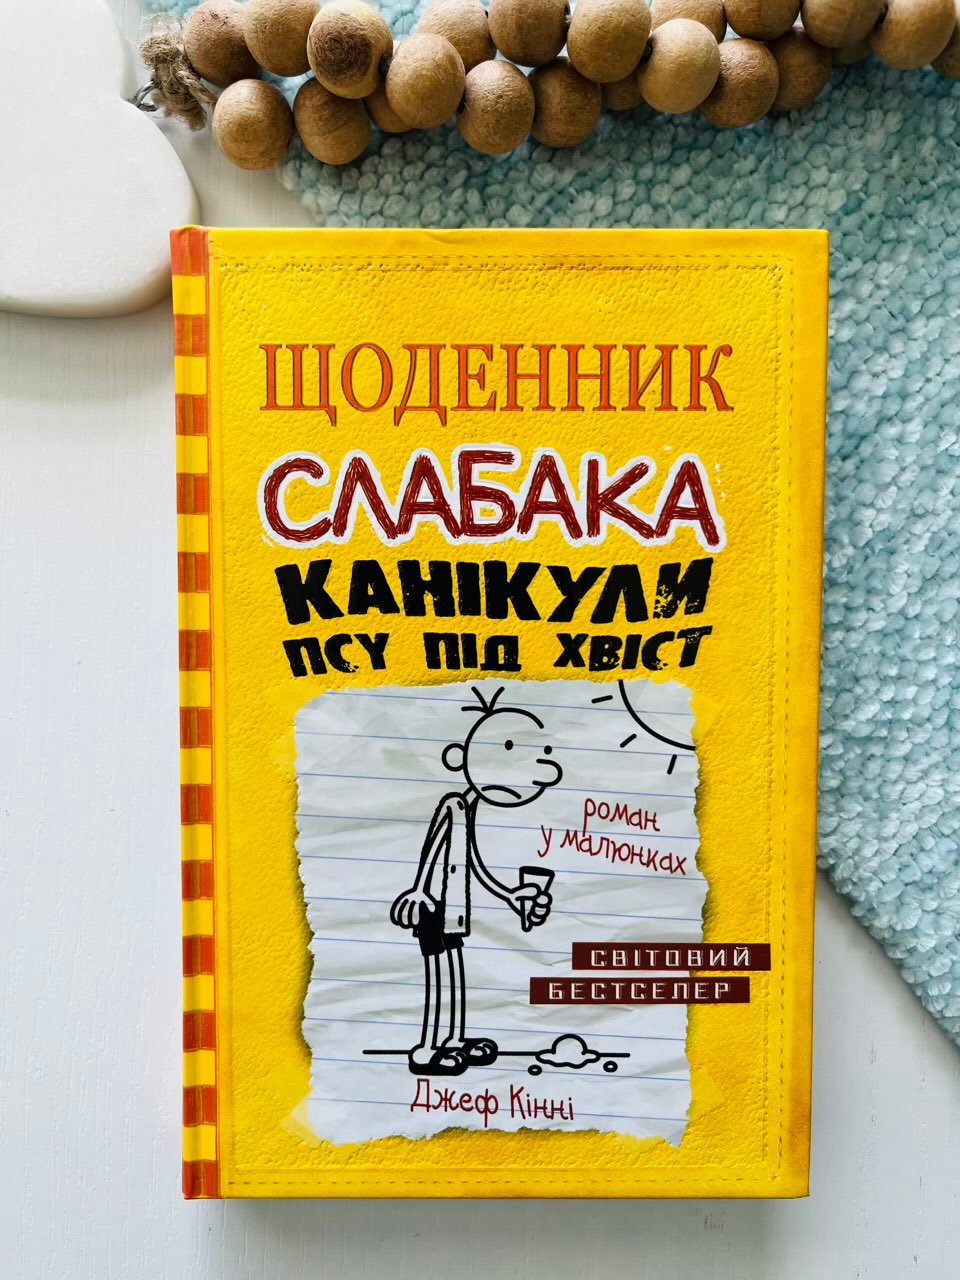 ЩОДЕННИК
СЛАБАКА
КАНІКУЛИ
ПСУ ПІД ХВІСТ
роман
у малюнках
СВІТОВИЙ
БЕСТСЕЛЕР
Джеф Кінні